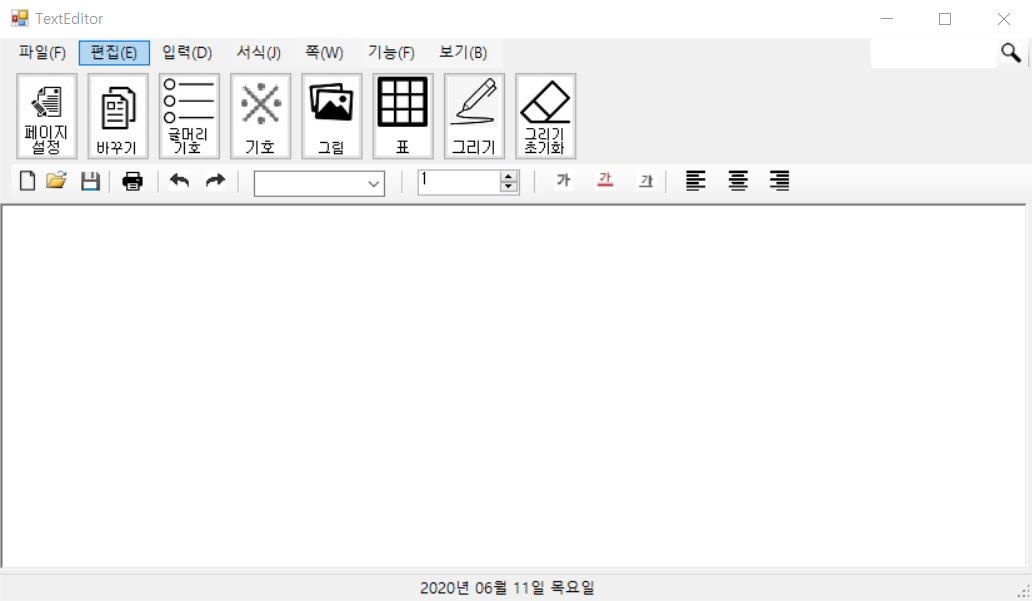 TextEditor
파일(F) 편집(E) 입력(D) 서식(J) 쪽(W) 기능(F) 보기(B)
페이지 설정
바꾸기
글머리 기호
기호
그림
표
그리기
그리기 초기화
1
가 가 가
2020년 06월 11일 목요일